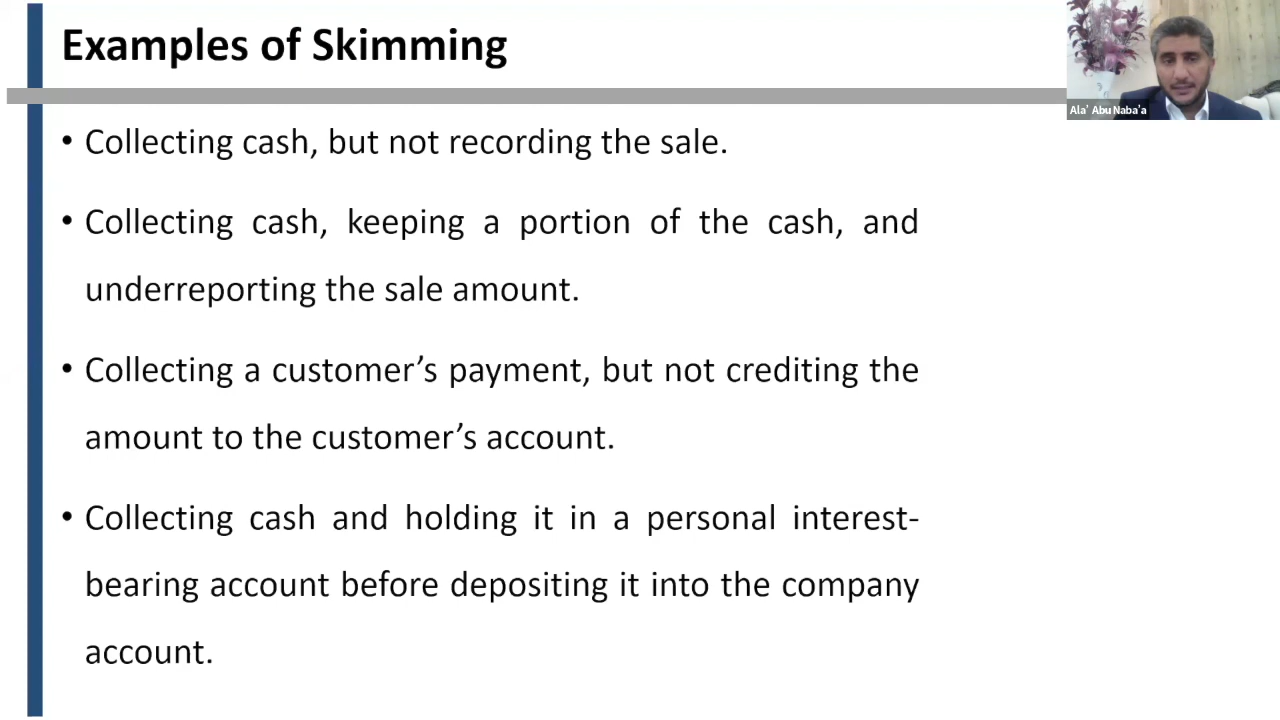 Examples of Skimming
Ala' Abu Naba'a
• Collecting cash, but not recording the sale.
• Collecting cash, keeping a portion of the cash, and
underreporting the sale amount.
• Collecting a customer’s payment, but not crediting the
amount to the customer’s account.
• Collecting cash and holding it in a personal interest-
bearing account before depositing it into the company
account.